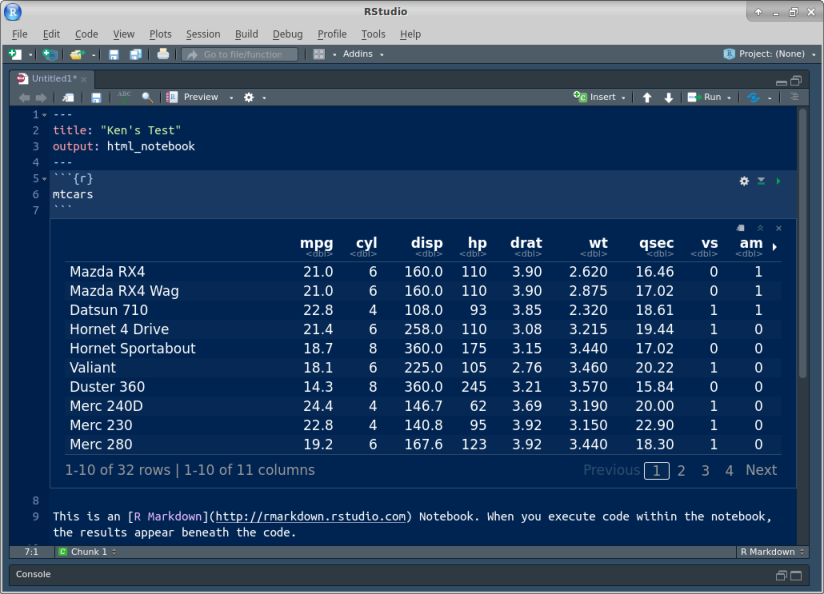 RStudio
File Edit Code View Plots Session Build Debug Profile Tools Help
Go to file/function Addins Project: (None)
Untitled1*
ABC Preview Insert Run
1 ---
2 title: "Ken's Test"
3 output: html_notebook
4 ---
5 ```{r}
6 mtcars
7 ```
mpg cyl disp hp drat wt qsec vs am
<dbl> <dbl> <dbl> <dbl> <dbl> <dbl> <dbl> <dbl> <dbl>
Mazda RX4 21.0 6 160.0 110 3.90 2.620 16.46 0 1
Mazda RX4 Wag 21.0 6 160.0 110 3.90 2.875 17.02 0 1
Datsun 710 22.8 4 108.0 93 3.85 2.320 18.61 1 1
Hornet 4 Drive 21.4 6 258.0 110 3.08 3.215 19.44 1 0
Hornet Sportabout 18.7 8 360.0 175 3.15 3.440 17.02 0 0
Valiant 18.1 6 225.0 105 2.76 3.460 20.22 1 0
Duster 360 14.3 8 360.0 245 3.21 3.570 15.84 0 0
Merc 240D 24.4 4 146.7 62 3.69 3.190 20.00 1 0
Merc 230 22.8 4 140.8 95 3.92 3.150 22.90 1 0
Merc 280 19.2 6 167.6 123 3.92 3.440 18.30 1 0
1-10 of 32 rows | 1-10 of 11 columns Previous 1 2 3 4 Next
8
9 This is an [R Markdown](http://rmarkdown.rstudio.com) Notebook. When you execute code within the notebook,
the results appear beneath the code.
7:1 C Chunk 1 R Markdown
Console